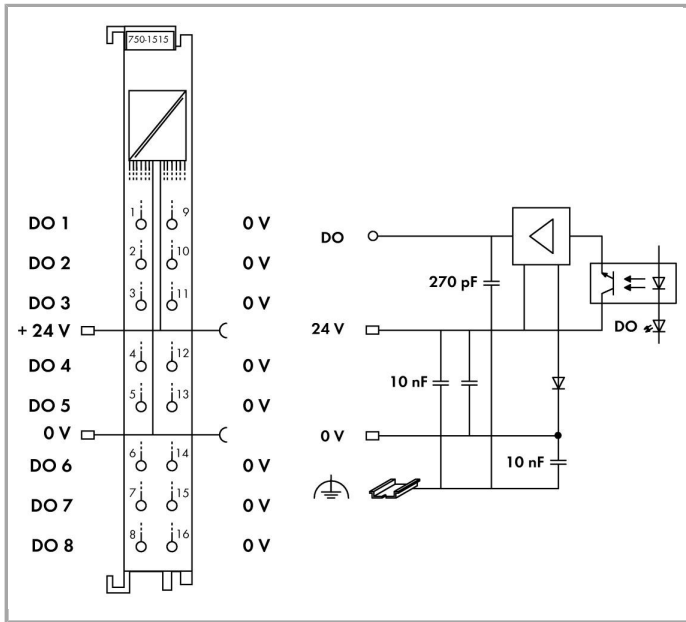 750-1515
DO 1 1 9 0 V
DO 2 2 10 0 V
DO 3 3 11 0 V
+ 24 V
DO 4 4 12 0 V
DO 5 5 13 0 V
0 V
DO 6 6 14 0 V
DO 7 7 15 0 V
DO 8 8 16 0 V
DO
270 pF
24 V
DO
10 nF
0 V
10 nF